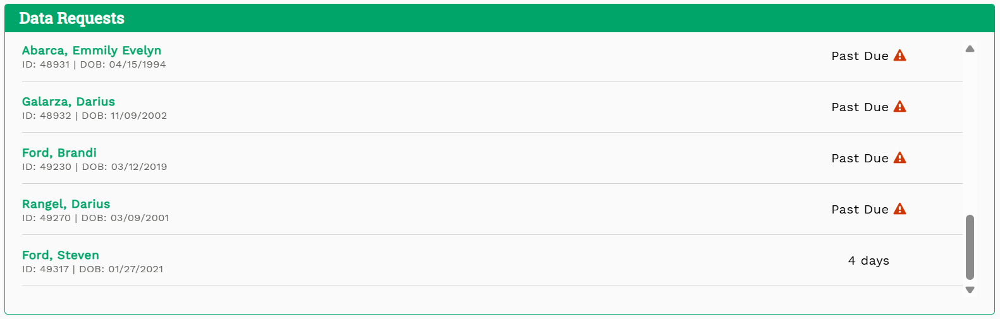 Data Requests
Abarca, Emmily Evelyn
ID: 48931 | DOB: 04/15/1994
Past Due
Galarza, Darius
ID: 48932 | DOB: 11/09/2002
Past Due
Ford, Brandi
ID: 49230 | DOB: 03/12/2019
Past Due
Rangel, Darius
ID: 49270 | DOB: 03/09/2001
Past Due
Ford, Steven
ID: 49317 | DOB: 01/27/2021
4 days